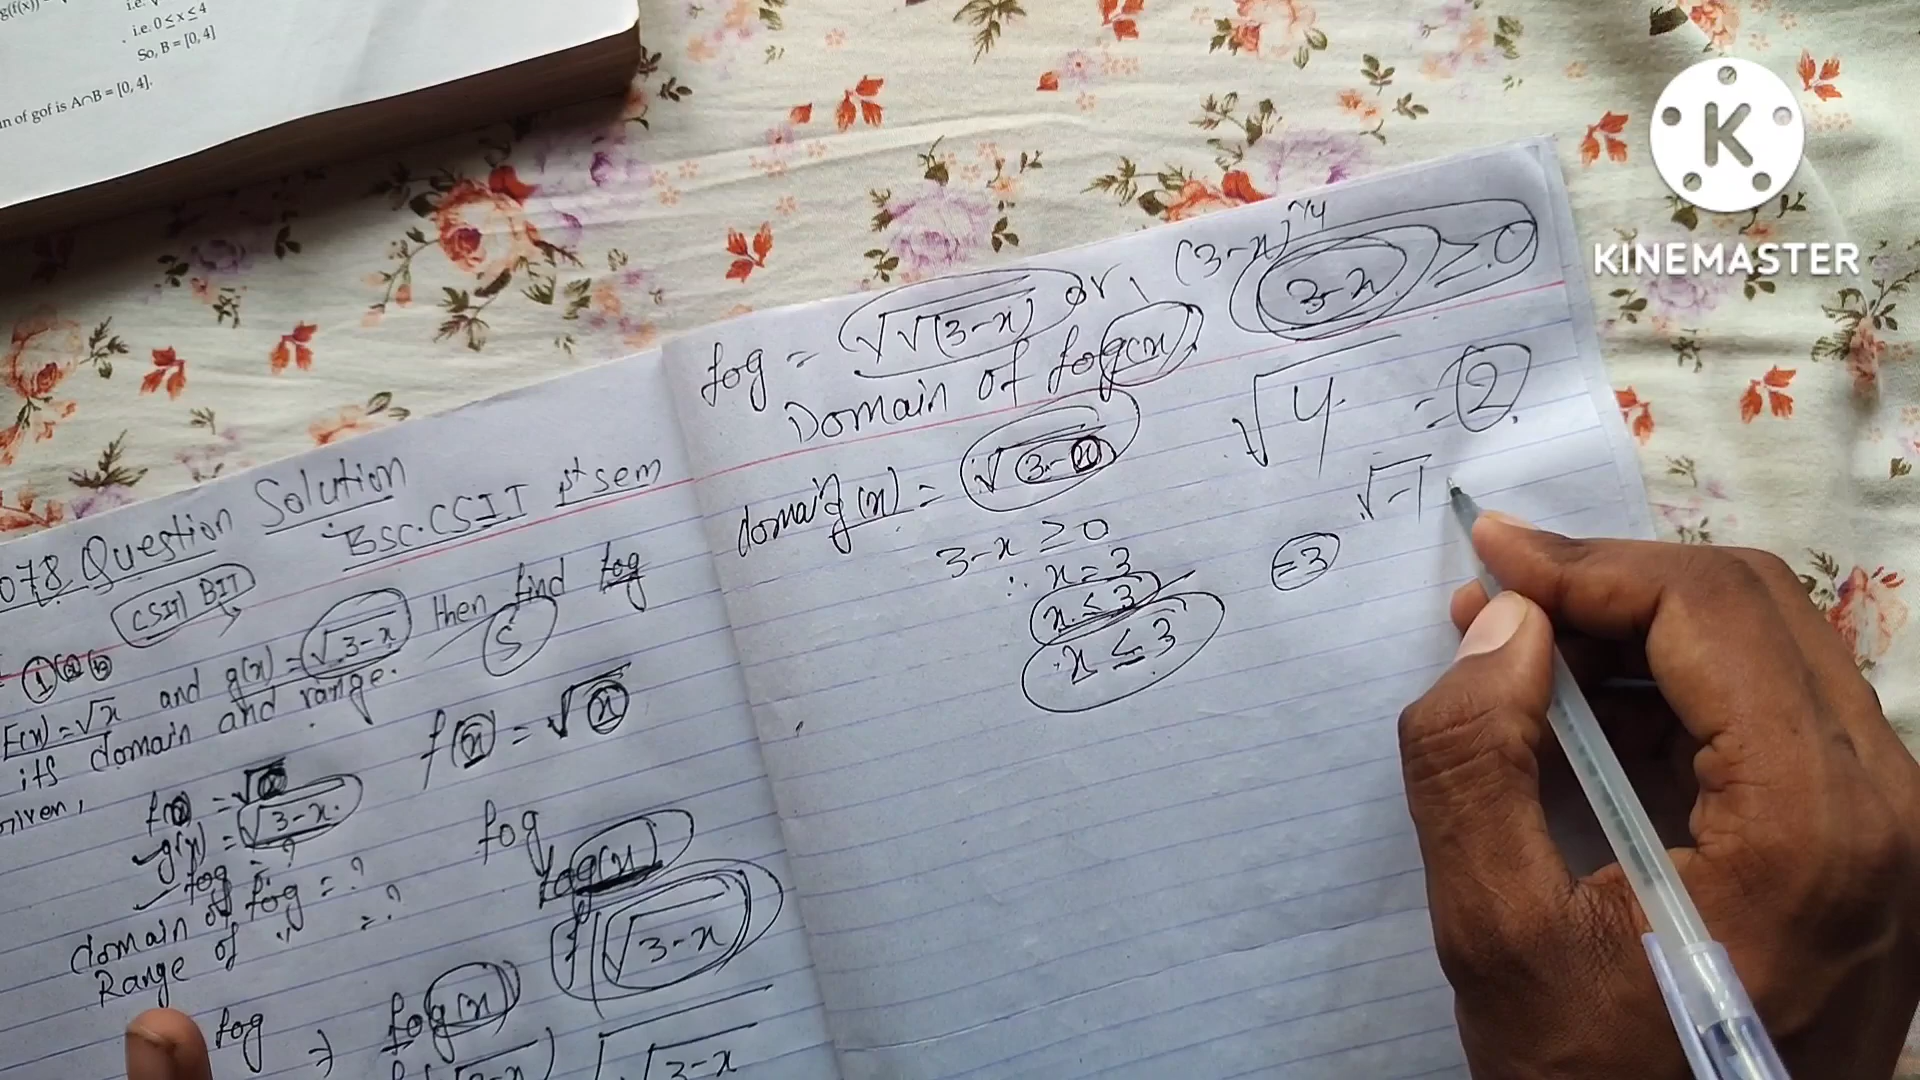 g(f(x))
i.e.
i.e. 0 ≤ x ≤ 4
So, B = [0, 4]
of gof is A∩B = [0, 4].
KINEMASTER
078 Question Solution
Bsc.CSIT 1st sem
CSIT/ BIT
F(x) = √x and g(x) = √3-x then find fog
its domain and range.
5
f(x) = √x
g(x) = √3-x.
fog = ?
domain of fog = ?
Range of " = ?
f(x) = √x
fog
fog(x)
f(√3-x)
fog ⇒ fog(x)
√√3-x
fog = √√(3-x) or, (3-x)^1/4
3-x ≥ 0
Domain of fog(x),
domain g(x) = √(3-x)
3-x ≥ 0
∴ x = 3
x ≤ 3
x ≤ 3
√4 = 2.
√-1
-3